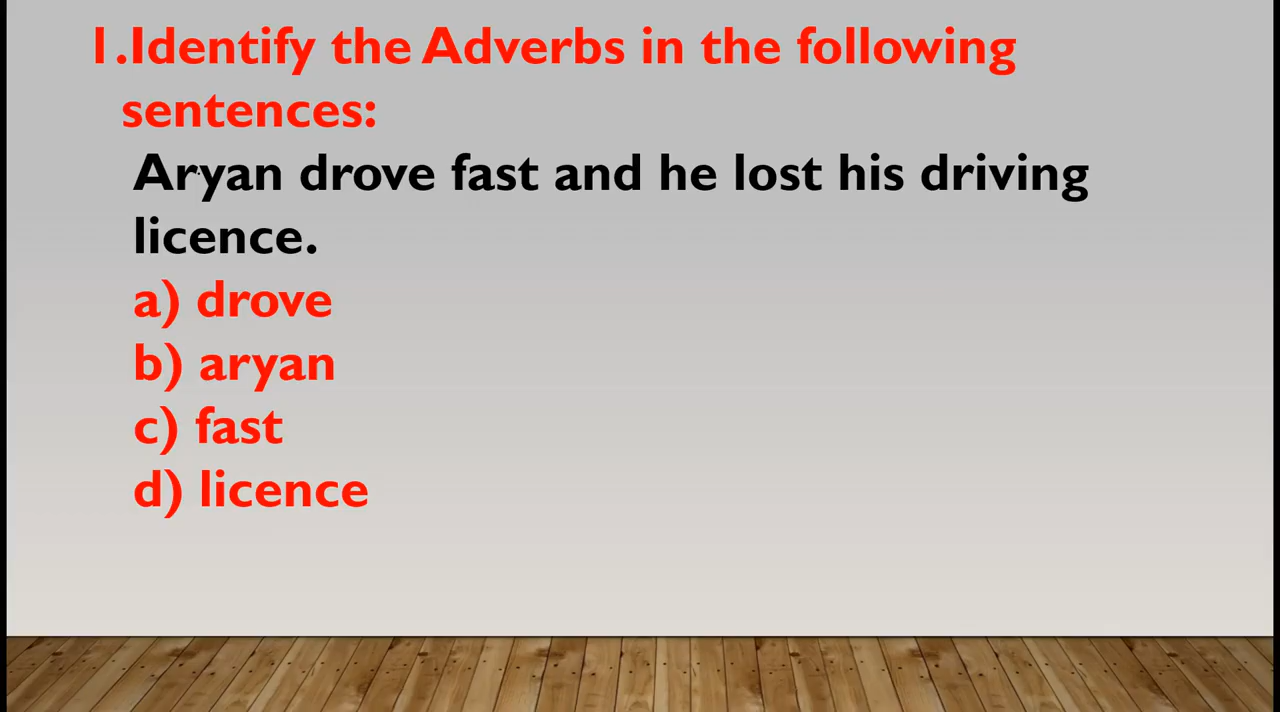 1.Identify the Adverbs in the following
sentences:
Aryan drove fast and he lost his driving
licence.
a) drove
b) aryan
c) fast
d) licence